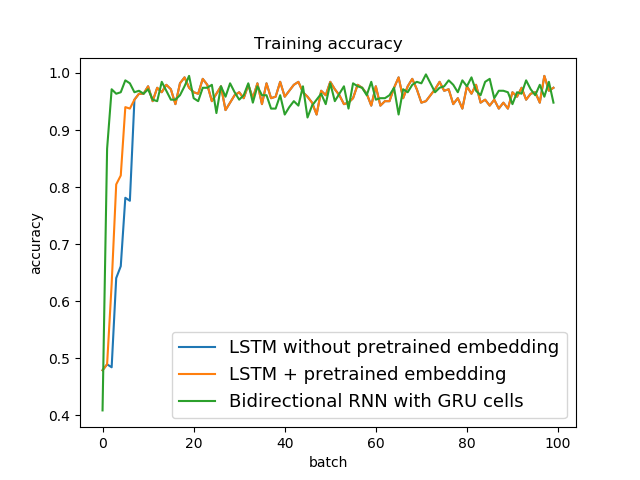 Training accuracy
1.0
0.9
0.8
0.7
0.6
0.5
0.4
accuracy
LSTM without pretrained embedding
LSTM + pretrained embedding
Bidirectional RNN with GRU cells
0 20 40 60 80 100
batch